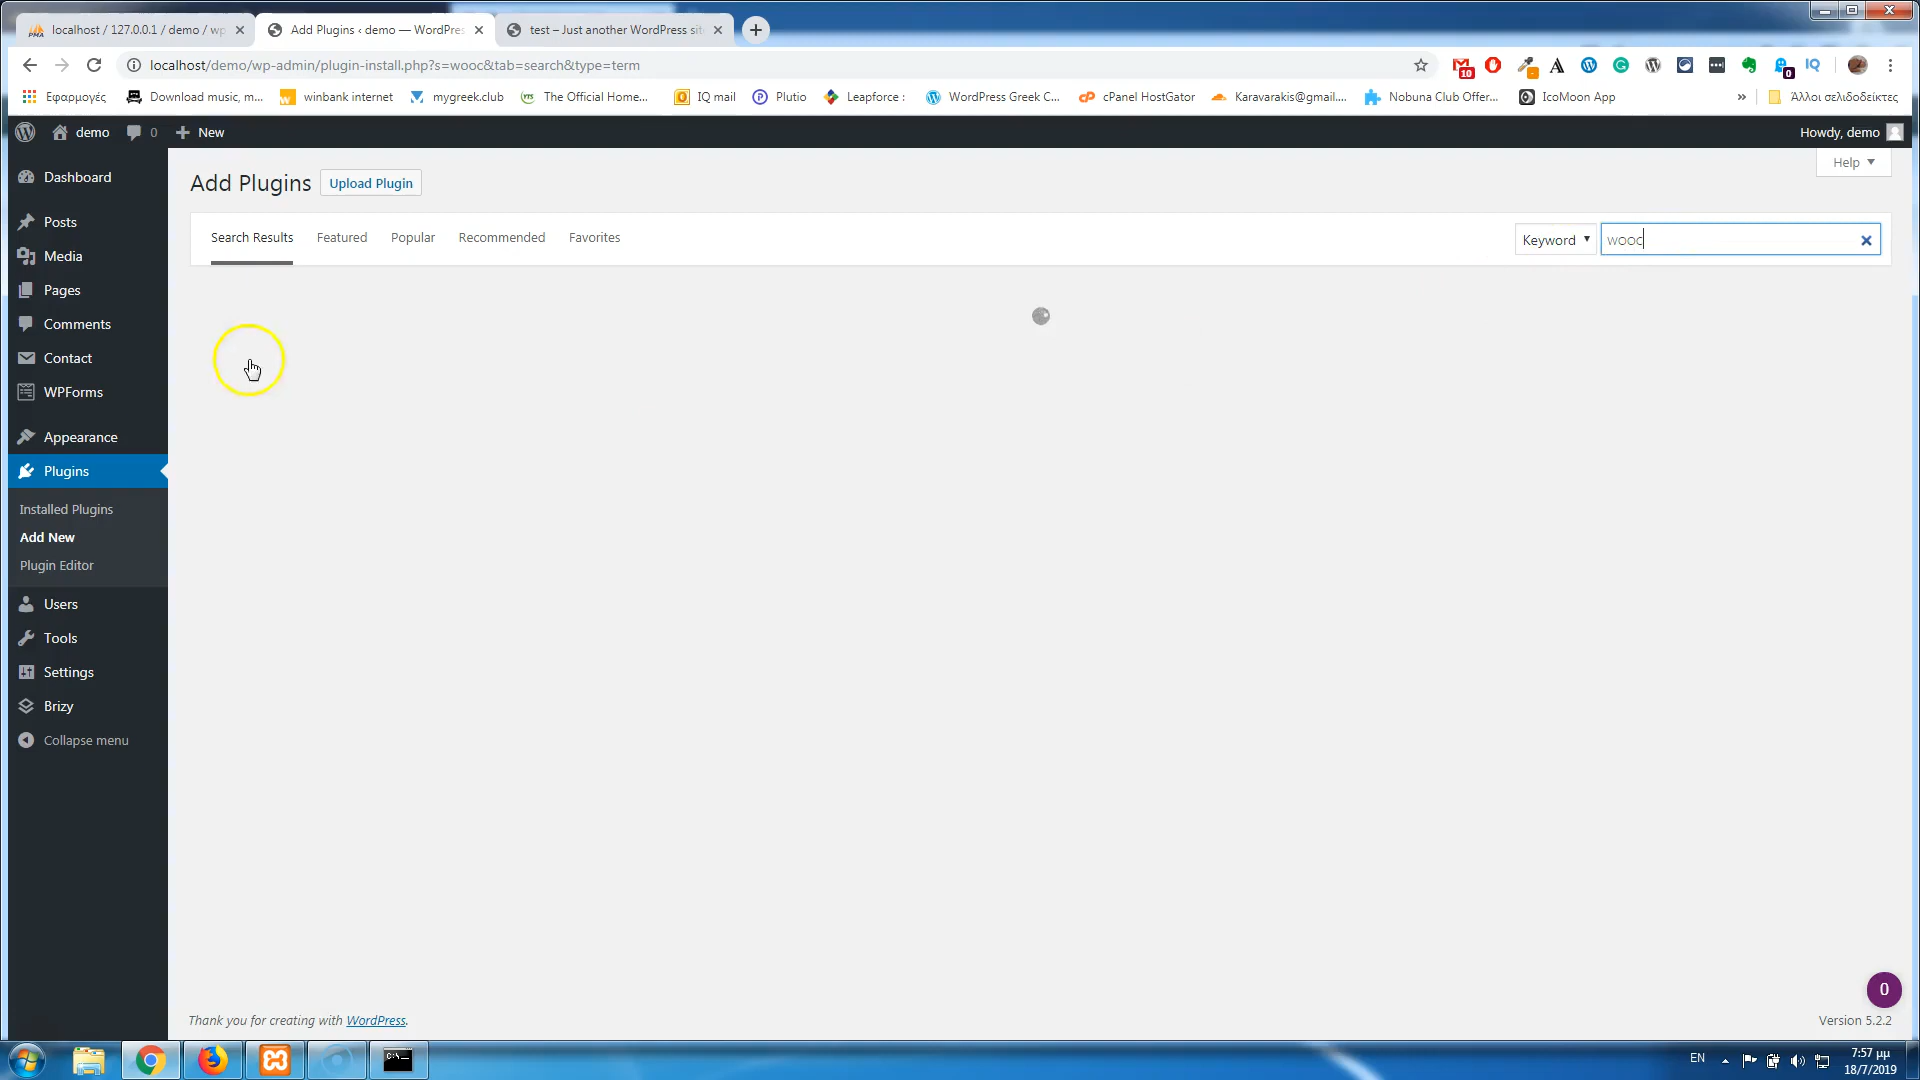 PMA localhost / 127.0.0.1 / demo / wp
Add Plugins ‹ demo — WordPres
test – Just another WordPress sit
localhost/demo/wp-admin/plugin-install.php?s=wooc&tab=search&type=term
10
0
IQ
Εφαρμογές
Download music, m...
winbank internet
mygreek.club
The Official Home...
IQ mail
Plutio
Leapforce :
WordPress Greek C...
cPanel HostGator
Karavarakis@gmail....
Nobuna Club Offer...
IcoMoon App
»
Άλλοι σελιδοδείκτες
demo
0
New
Howdy, demo
Help
Dashboard
Posts
Media
Pages
Comments
Contact
WPForms
Appearance
Plugins
Installed Plugins
Add New
Plugin Editor
Users
Tools
Settings
Brizy
Collapse menu
Add Plugins
Upload Plugin
Search Results
Featured
Popular
Recommended
Favorites
Keyword
wooc
0
Thank you for creating with WordPress.
Version 5.2.2
C:\_
EN
7:57 μμ
18/7/2019